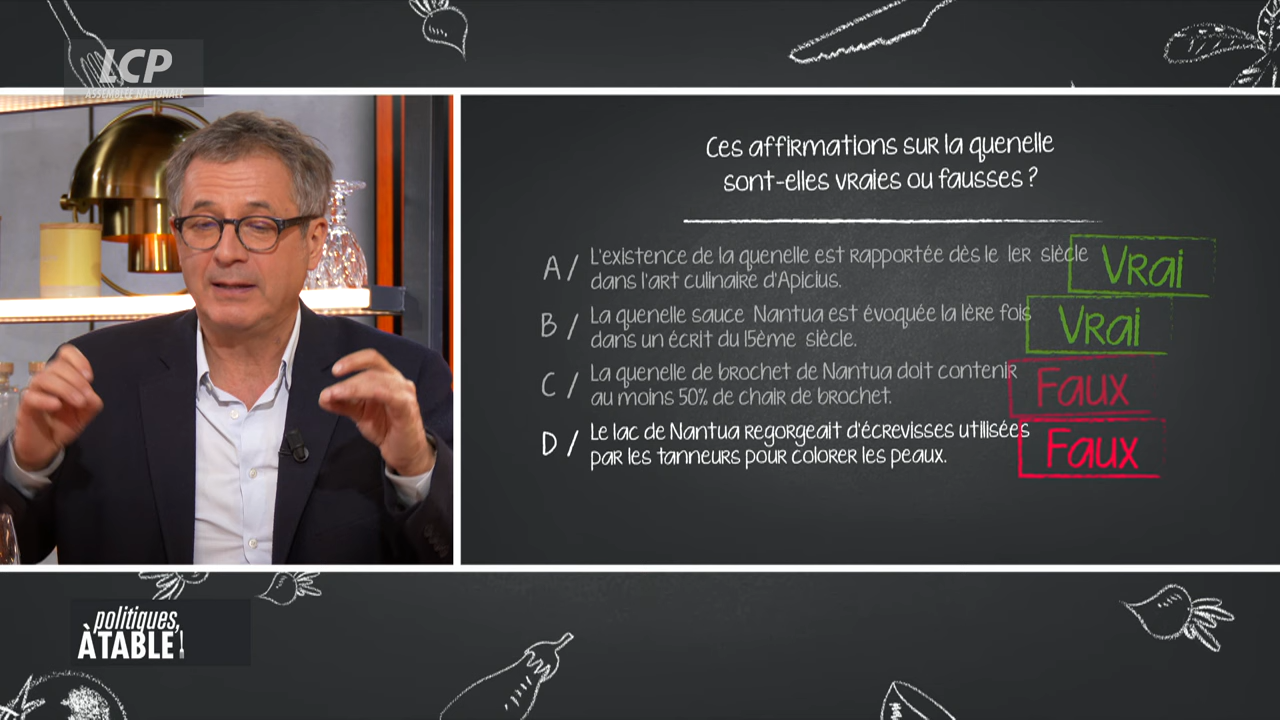 LCP
ASSEMBLÉE NATIONALE
Ces affirmations sur la quenelle
sont-elles vraies ou fausses ?
A / L'existence de la quenelle est rapportée dès le 1er siècle
dans l'art culinaire d'Apicius.
Vrai
B / La quenelle sauce Nantua est évoquée la 1ère fois
dans un écrit du 15ème siècle.
Vrai
C / La quenelle de brochet de Nantua doit contenir
au moins 50% de chair de brochet.
Faux
D / Le lac de Nantua regorgeait d'écrevisses utilisées
par les tanneurs pour colorer les peaux.
Faux
politiques,
À TABLE!